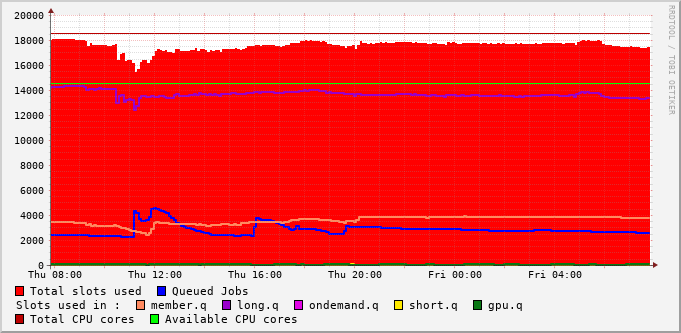 20000
18000
16000
14000
12000
10000
8000
6000
4000
2000
0
Thu 08:00 Thu 12:00 Thu 16:00 Thu 20:00 Fri 00:00 Fri 04:00
Total slots used Queued Jobs
Slots used in : member.q long.q ondemand.q short.q gpu.q
Total CPU cores Available CPU cores
RRDTOOL / TOBI OETIKER